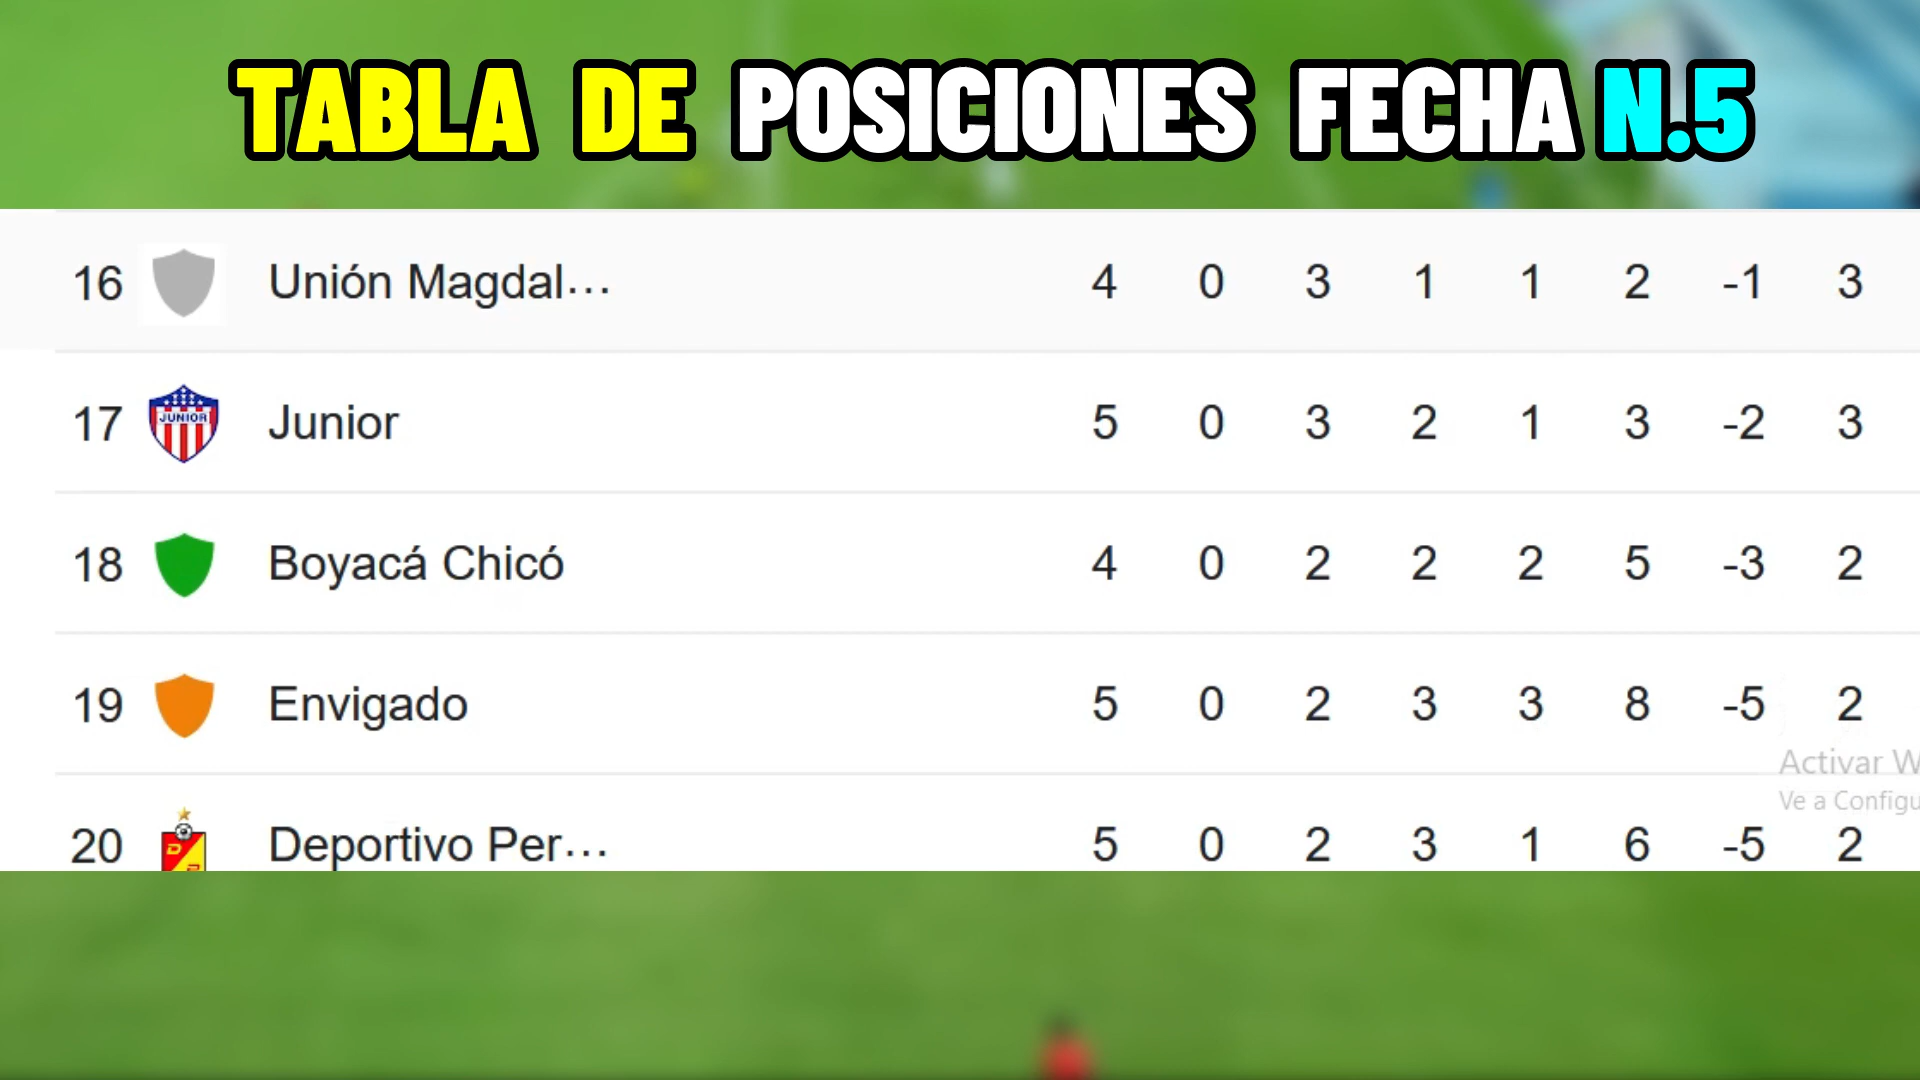 TABLA DE POSICIONES FECHA N.5
16 Unión Magdal... 4 0 3 1 1 2 -1 3
17 JUNIOR Junior 5 0 3 2 1 3 -2 3
18 Boyacá Chicó 4 0 2 2 2 5 -3 2
19 Envigado 5 0 2 3 3 8 -5 2
Activar W
Ve a Configu
20 D Deportivo Per... 5 0 2 3 1 6 -5 2